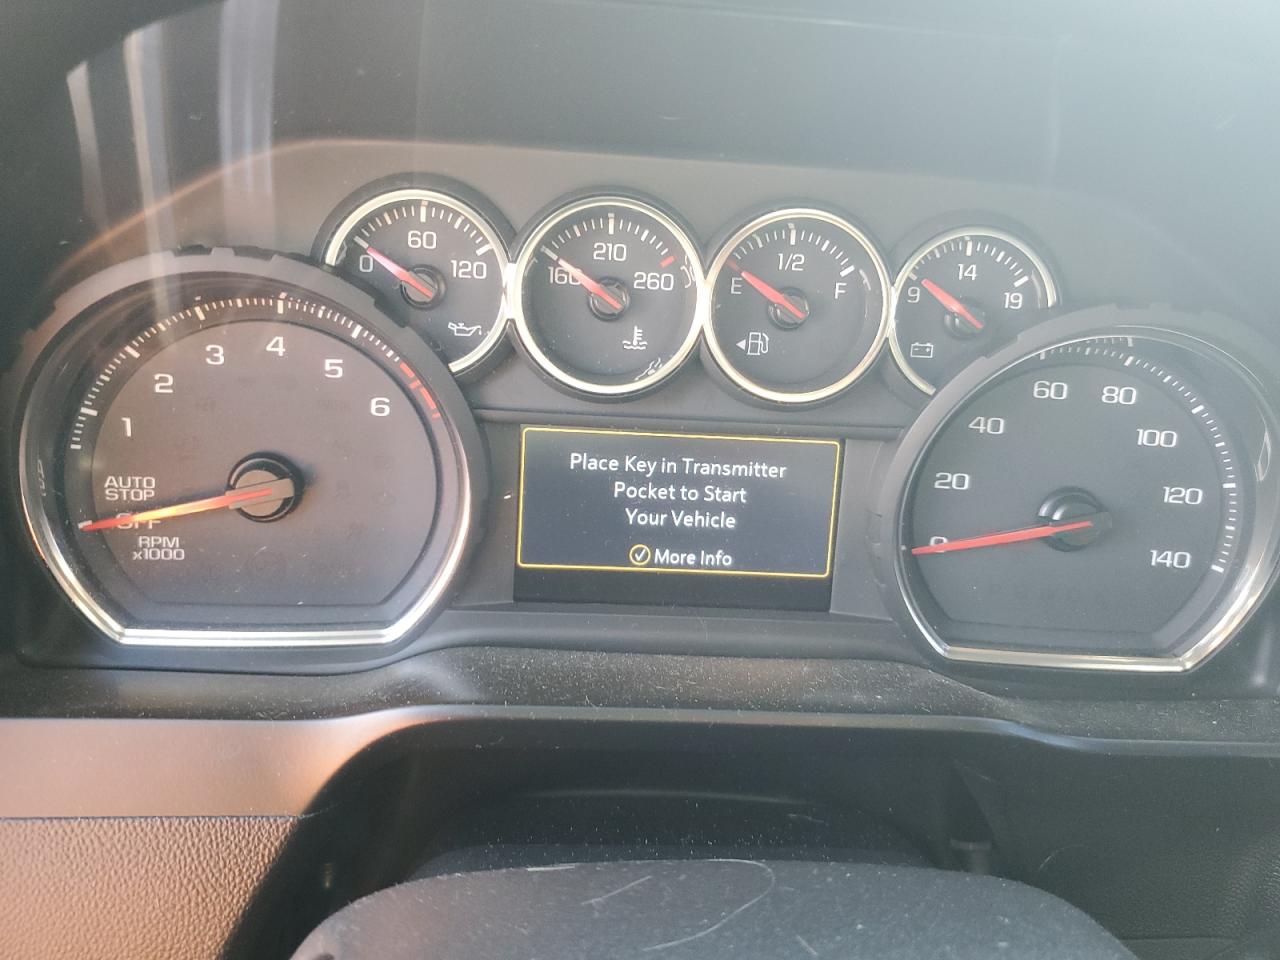 0 60 120
160 210 260
E 1/2 F
9 14 19
1 2 3 4 5 6
AUTO
STOP
OFF
RPM
x1000
Place Key in Transmitter
Pocket to Start
Your Vehicle
More Info
0 20 40 60 80 100 120 140